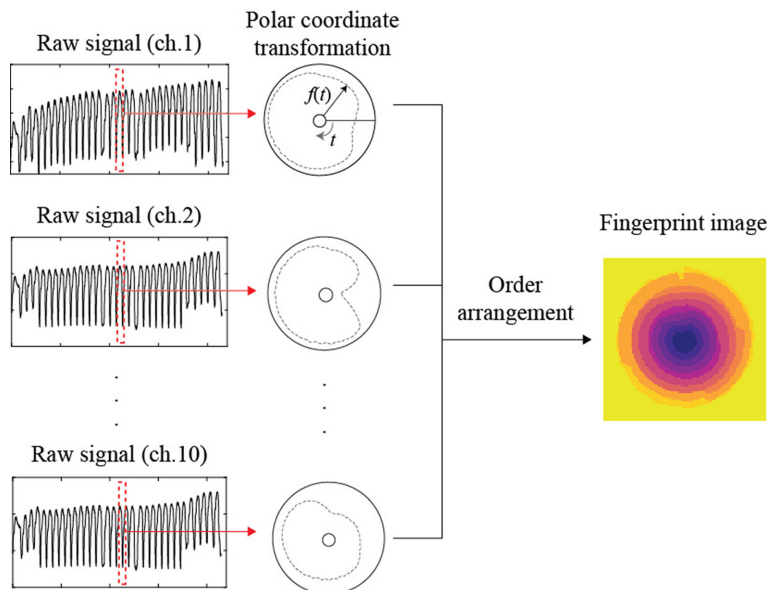 Polar coordinate
transformation
Raw signal (ch.1)
f(t)
t
Raw signal (ch.2)
Fingerprint image
Order
arrangement
Raw signal (ch.10)